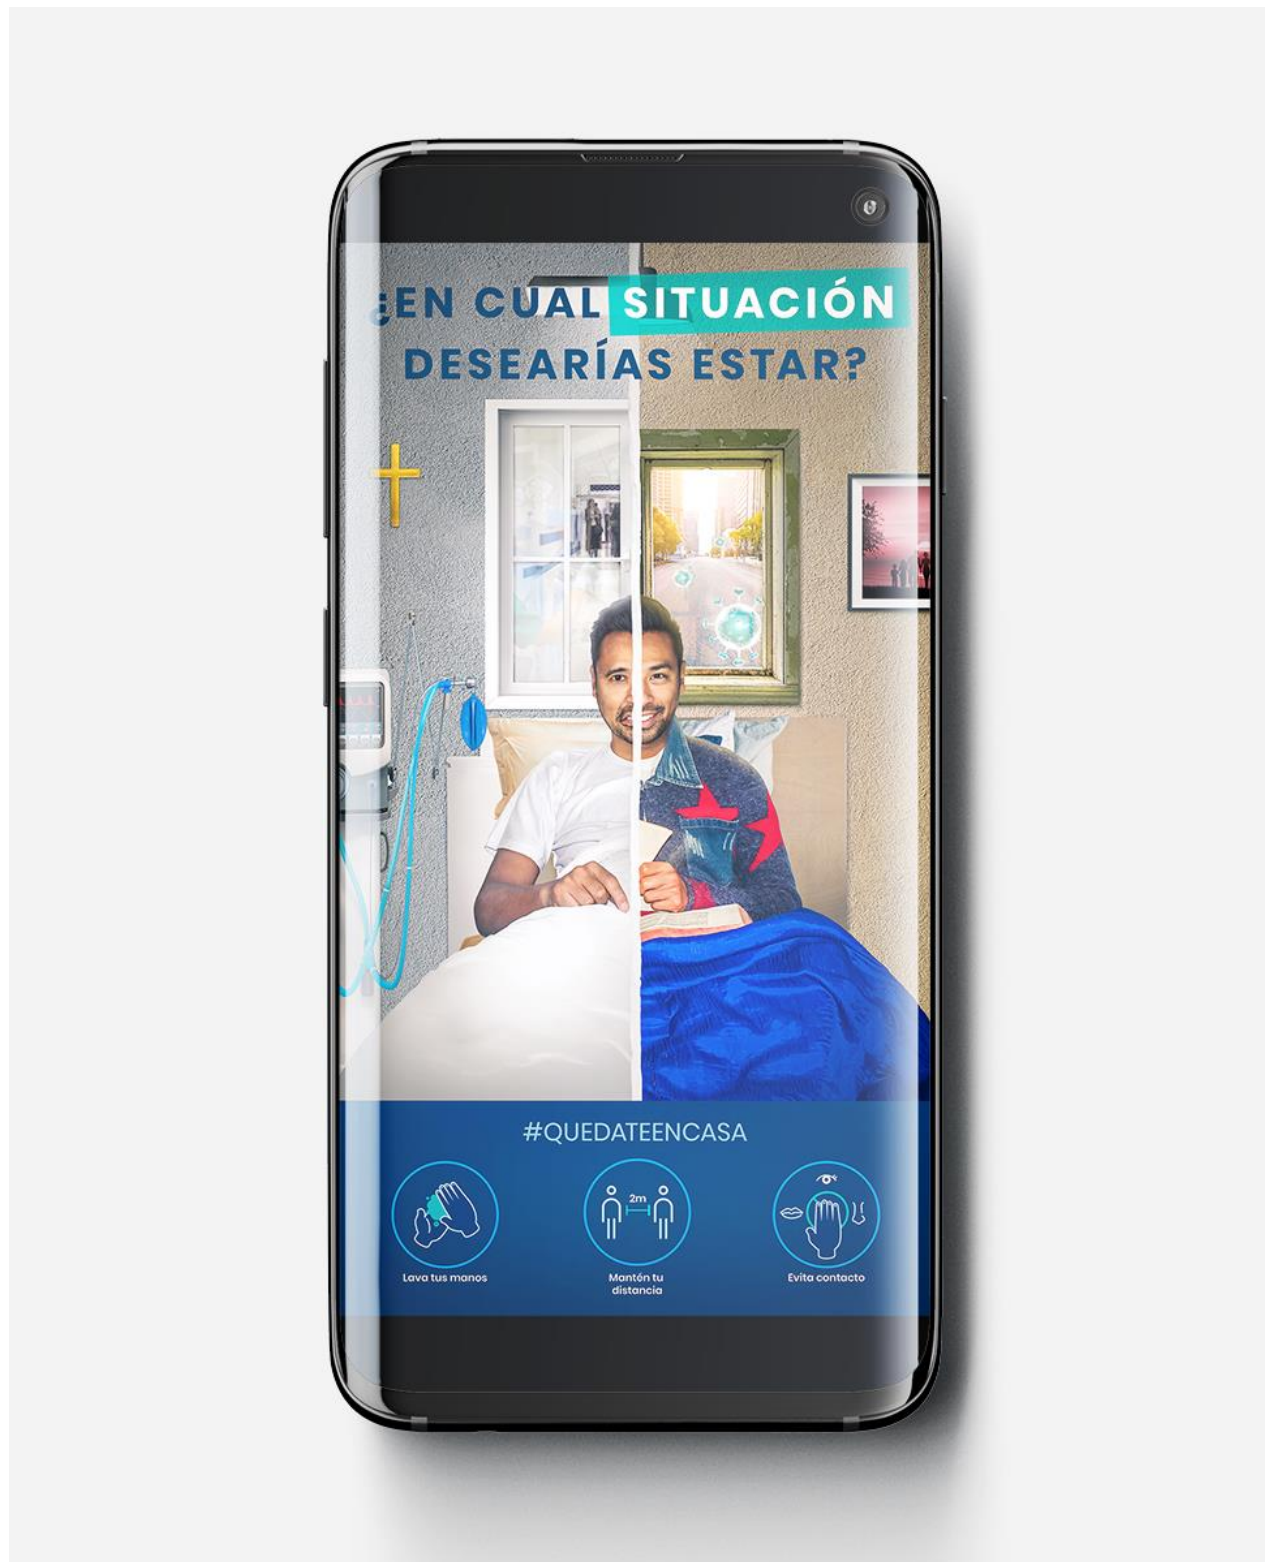 ¿EN CUAL SITUACIÓN
DESEARÍAS ESTAR?
#QUEDATEENCASA
2m
Lava tus manos
Mantén tu
distancia
Evita contacto